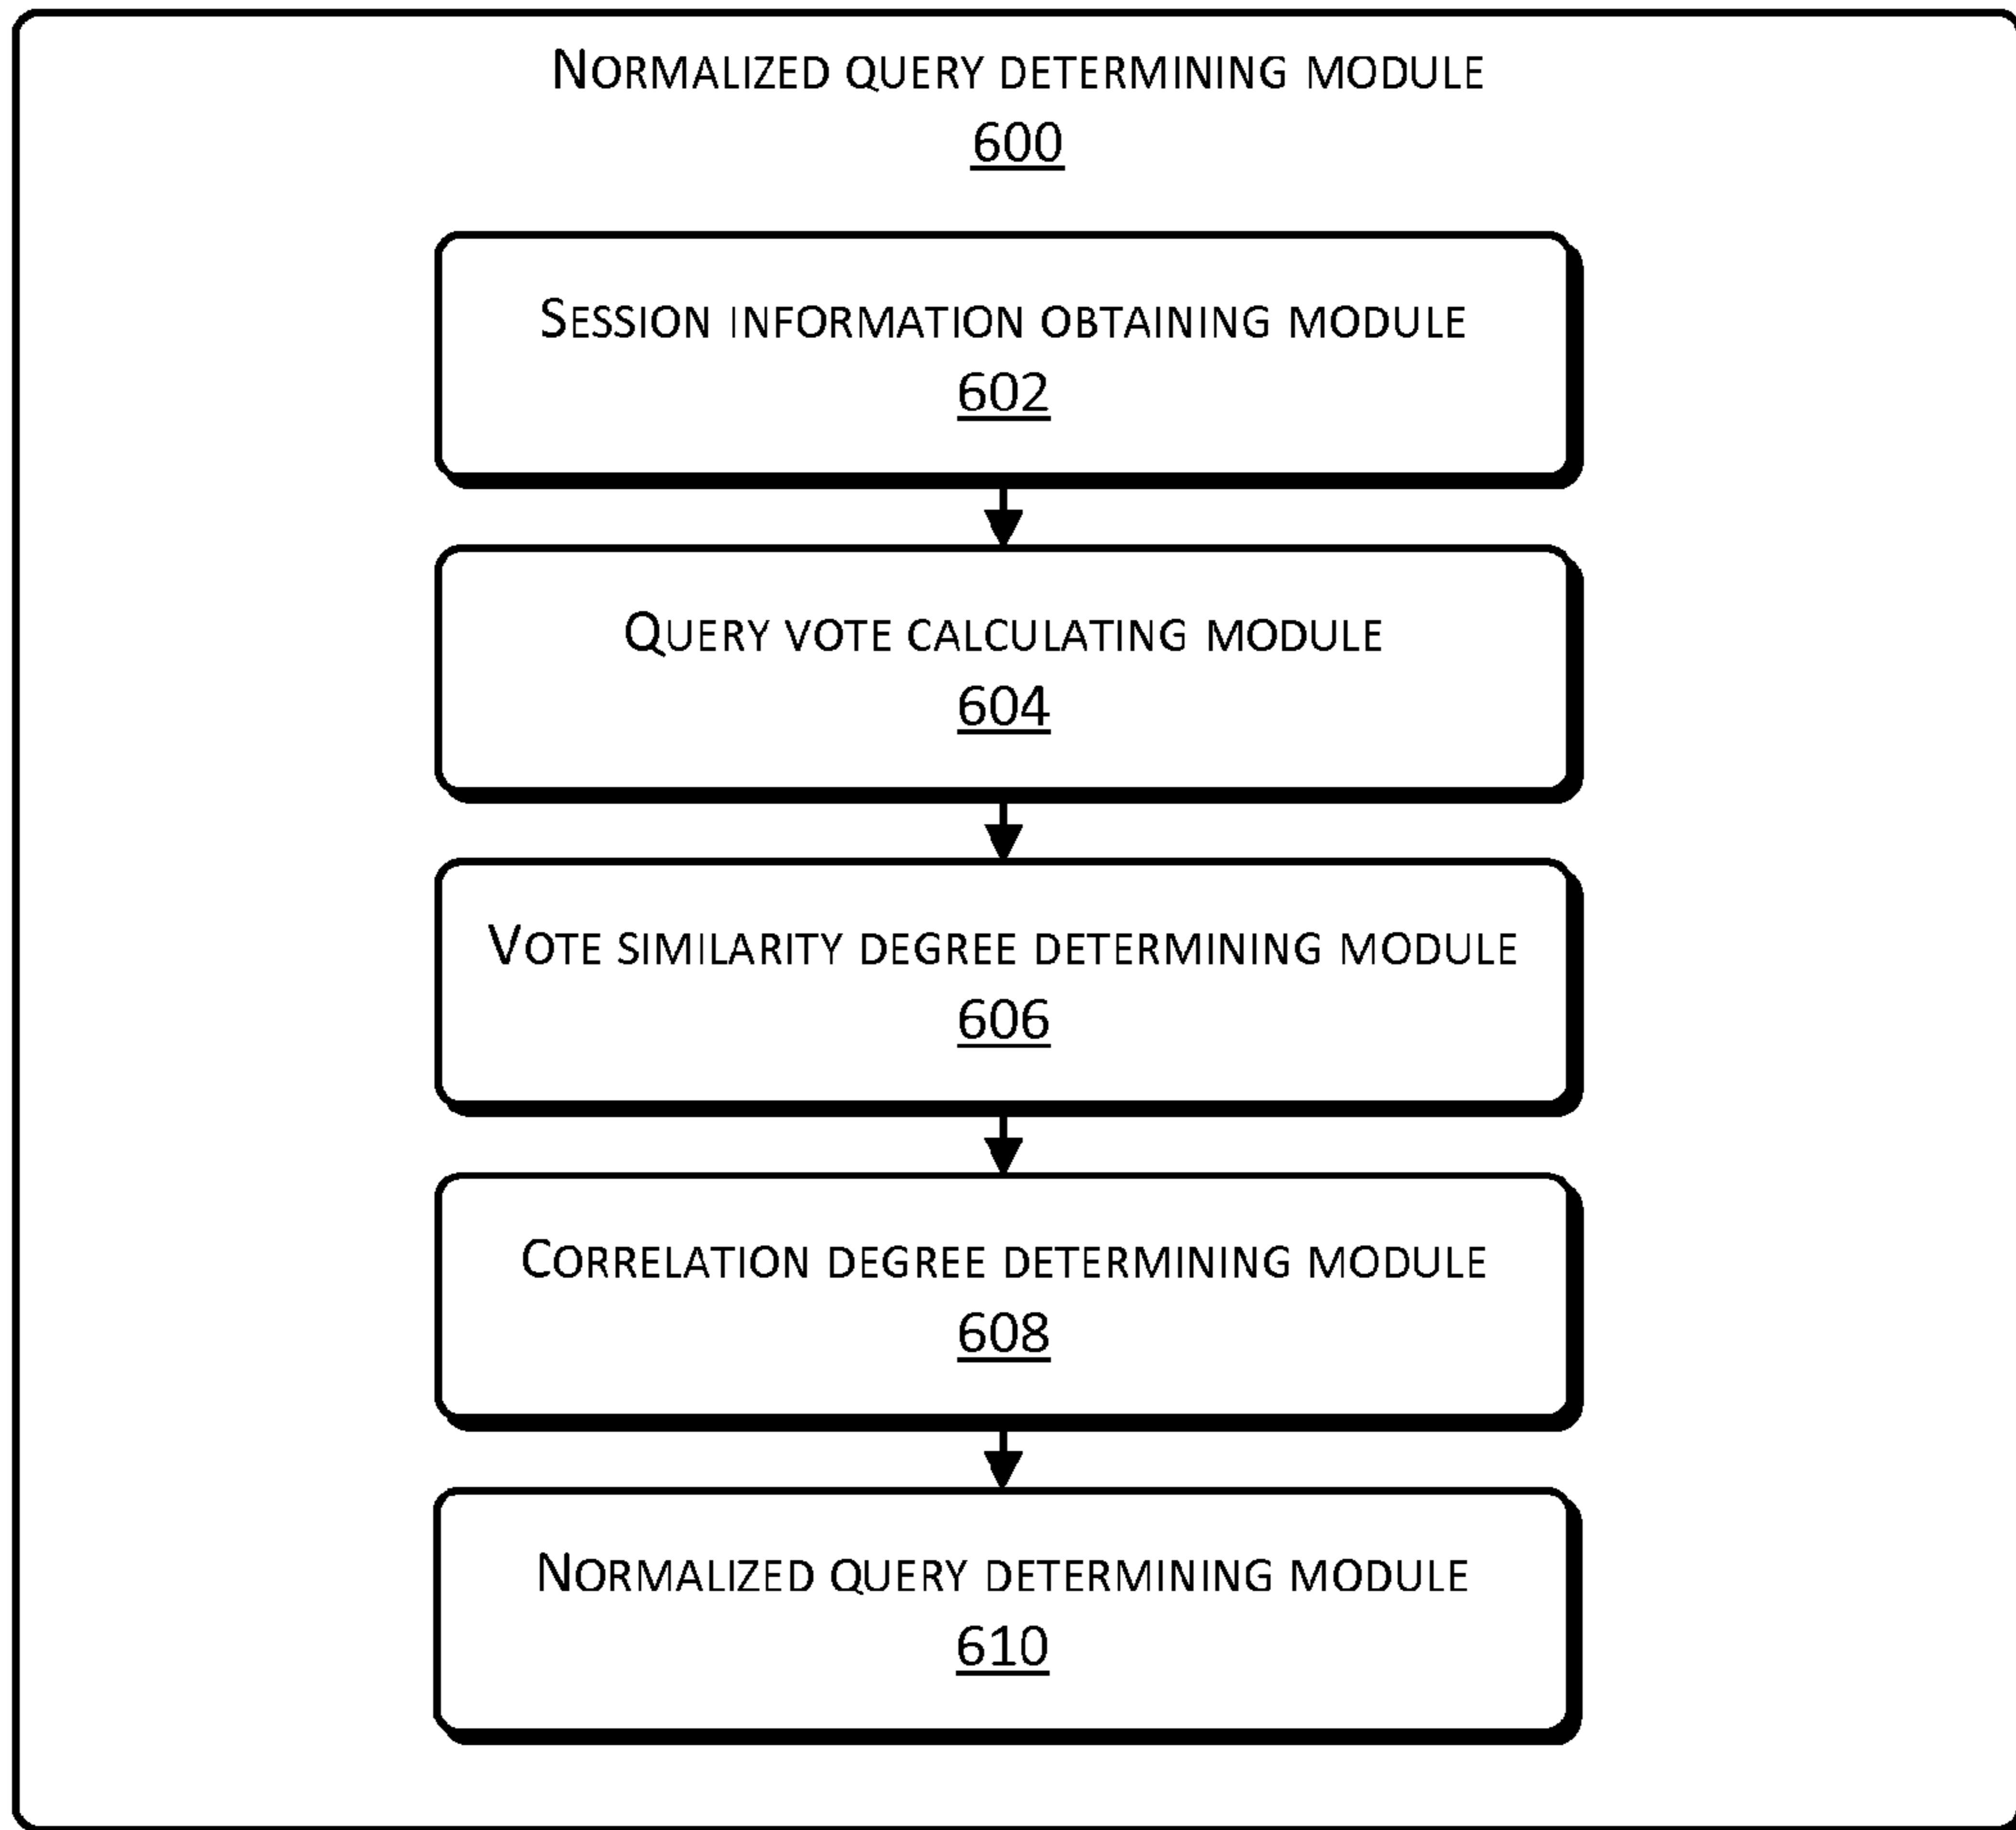 NORMALIZED QUERY DETERMINING MODULE
600
SESSION INFORMATION OBTAINING MODULE
602
QUERY VOTE CALCULATING MODULE
604
VOTE SIMILARITY DEGREE DETERMINING MODULE
606
CORRELATION DEGREE DETERMINING MODULE
608
NORMALIZED QUERY DETERMINING MODULE
610